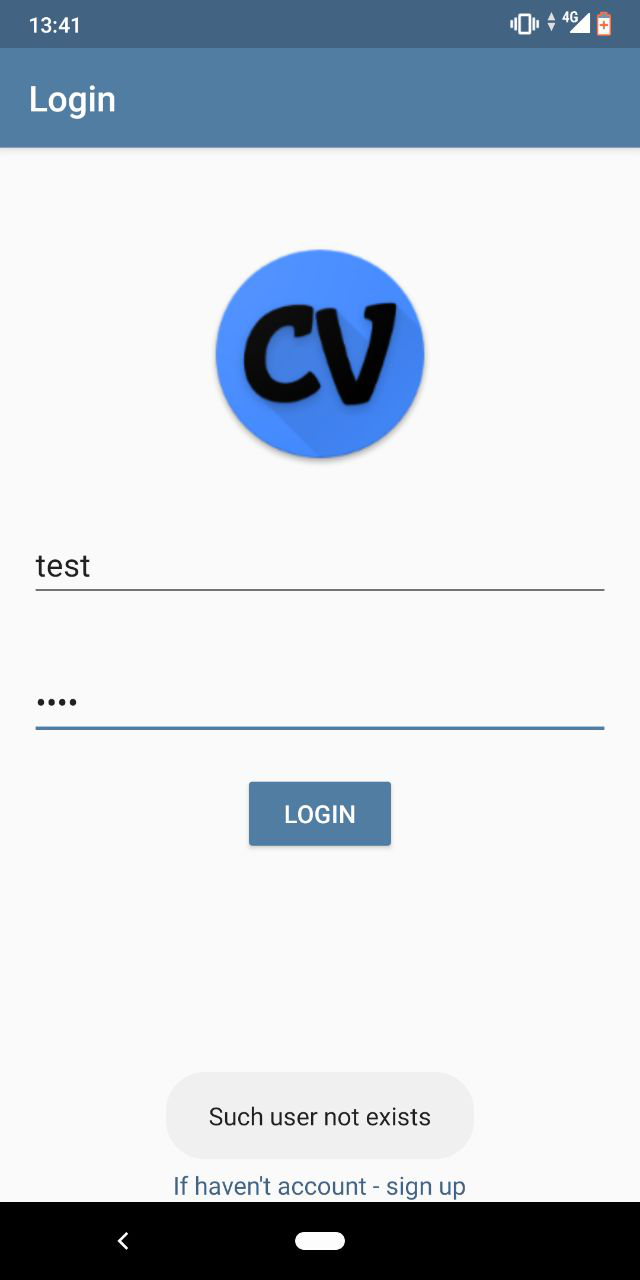 13:41
4G
Login
CV
test
••••
LOGIN
Such user not exists
If haven't account - sign up